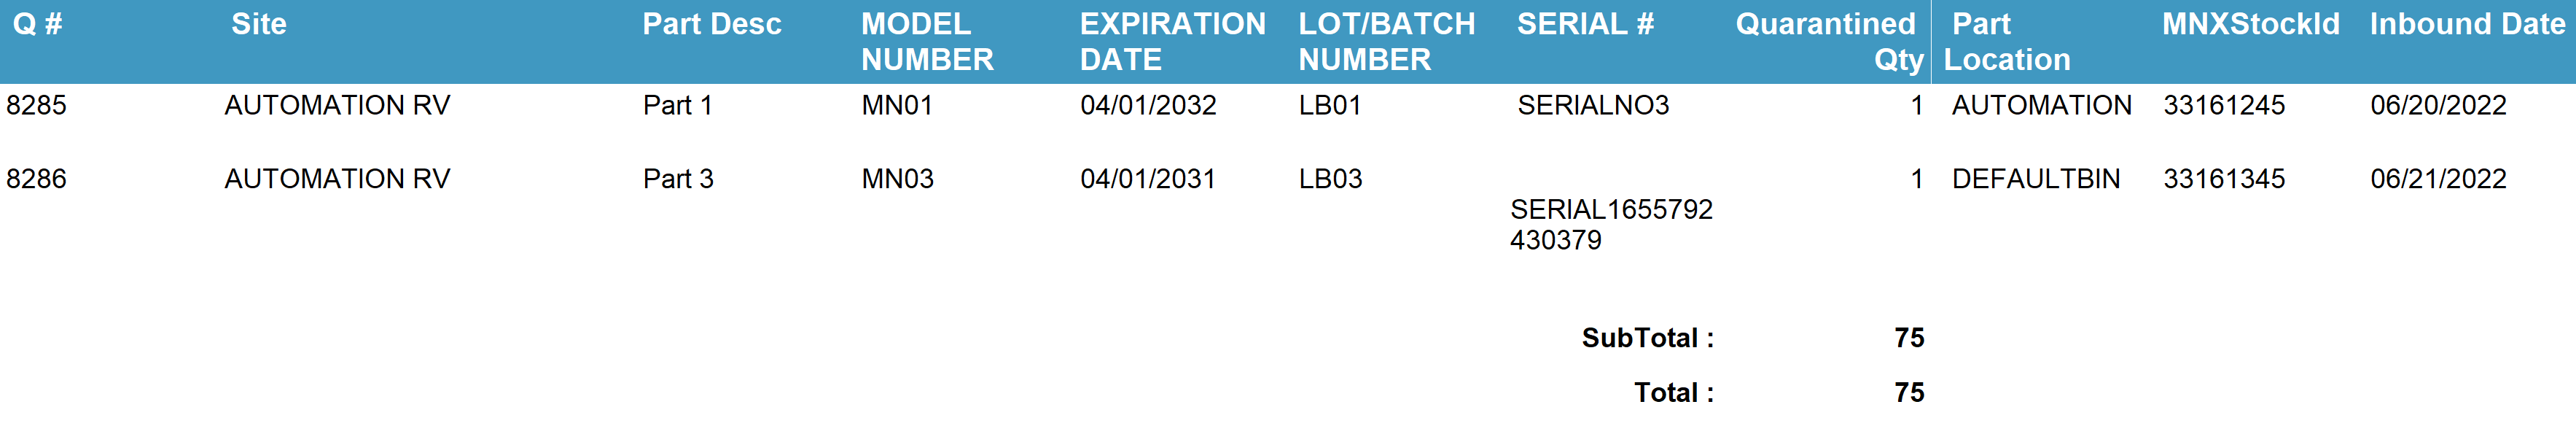 Q # Site Part Desc MODEL NUMBER EXPIRATION DATE LOT/BATCH NUMBER SERIAL # Quarantined Qty Part Location MNXStockId Inbound Date
8285 AUTOMATION RV Part 1 MN01 04/01/2032 LB01 SERIALNO3 1 AUTOMATION 33161245 06/20/2022
8286 AUTOMATION RV Part 3 MN03 04/01/2031 LB03 1 DEFAULTBIN 33161345 06/21/2022
SERIAL1655792
430379
SubTotal : 75
Total : 75